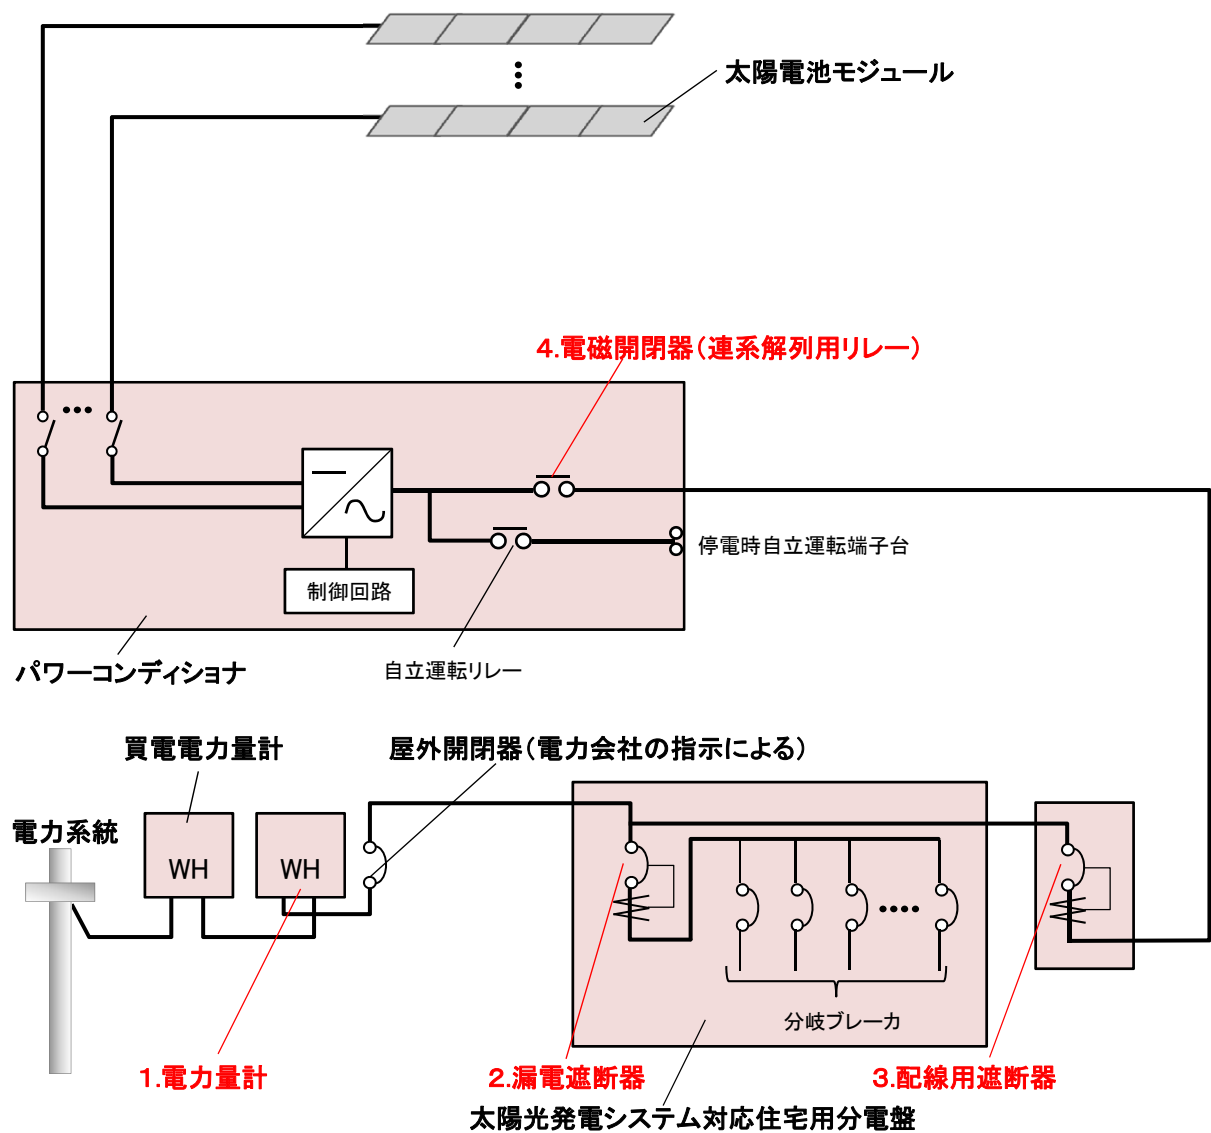 太陽電池モジュール
4.電磁開閉器（連系解列用リレー）
停電時自立運転端子台
制御回路
パワーコンディショナ
自立運転リレー
買電電力量計
屋外開閉器（電力会社の指示による）
電力系統
WH
WH
分岐ブレーカ
1.電力量計
2.漏電遮断器
3.配線用遮断器
太陽光発電システム対応住宅用分電盤